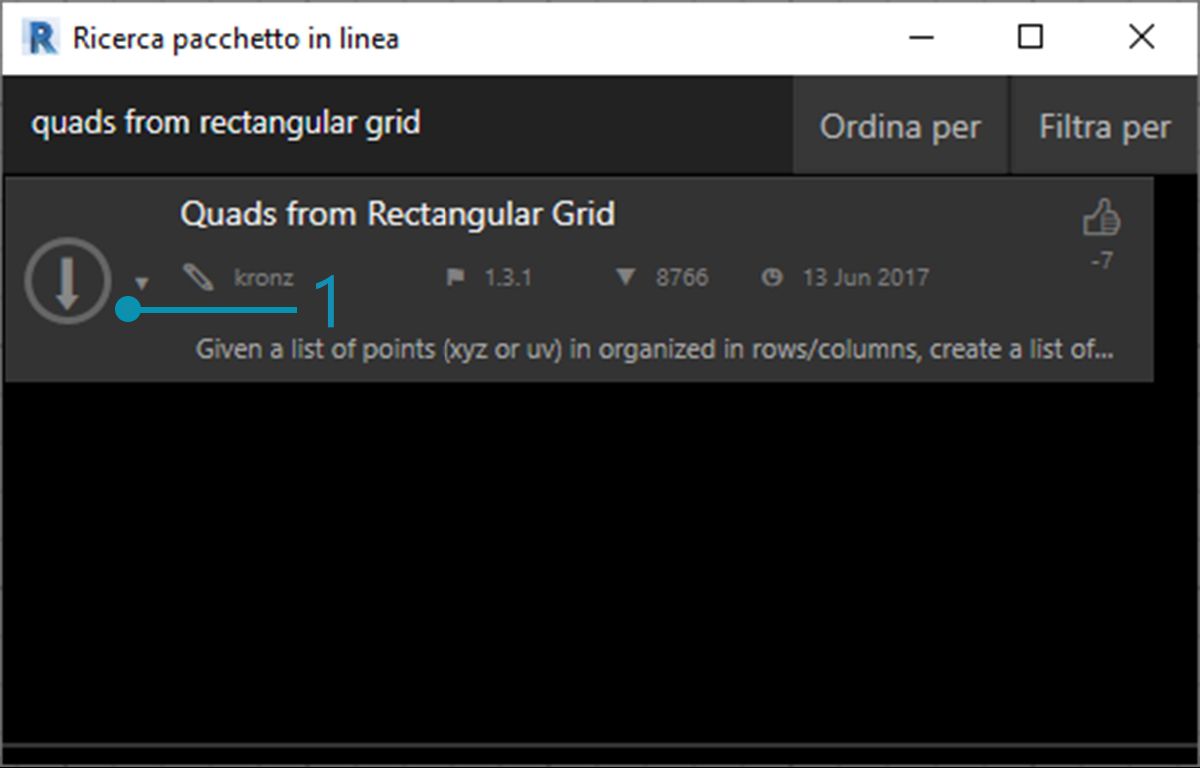 Ricerca pacchetto in linea
quads from rectangular grid
Ordina per
Filtra per
Quads from Rectangular Grid
-7
kronz
1.3.1
8766
13 Jun 2017
1
Given a list of points (xyz or uv) in organized in rows/columns, create a list of...